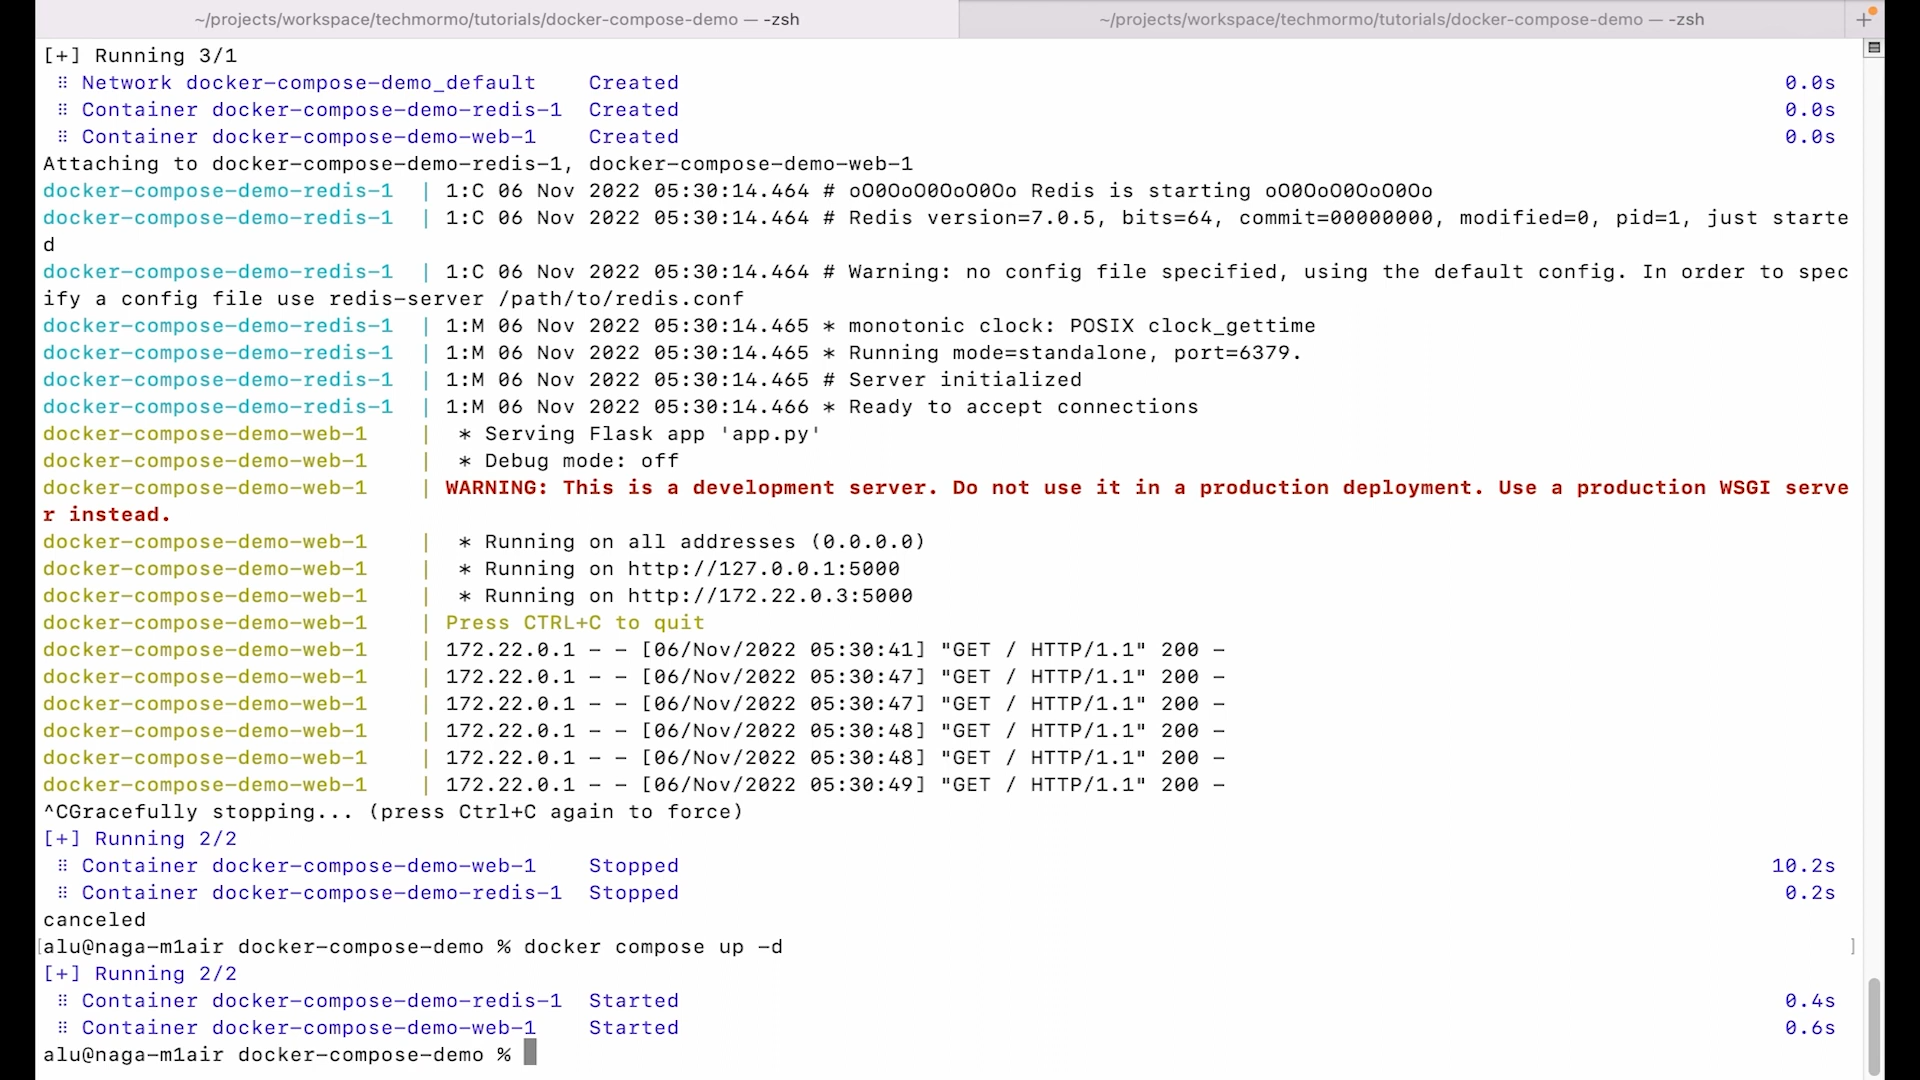 ~/projects/workspace/techmormo/tutorials/docker-compose-demo — -zsh ~/projects/workspace/techmormo/tutorials/docker-compose-demo — -zsh +
[+] Running 3/1
⠿ Network docker-compose-demo_default Created 0.0s
⠿ Container docker-compose-demo-redis-1 Created 0.0s
⠿ Container docker-compose-demo-web-1 Created 0.0s
Attaching to docker-compose-demo-redis-1, docker-compose-demo-web-1
docker-compose-demo-redis-1 | 1:C 06 Nov 2022 05:30:14.464 # oO0OoO0OoO0Oo Redis is starting oO0OoO0OoO0Oo
docker-compose-demo-redis-1 | 1:C 06 Nov 2022 05:30:14.464 # Redis version=7.0.5, bits=64, commit=00000000, modified=0, pid=1, just starte
d
docker-compose-demo-redis-1 | 1:C 06 Nov 2022 05:30:14.464 # Warning: no config file specified, using the default config. In order to spec
ify a config file use redis-server /path/to/redis.conf
docker-compose-demo-redis-1 | 1:M 06 Nov 2022 05:30:14.465 * monotonic clock: POSIX clock_gettime
docker-compose-demo-redis-1 | 1:M 06 Nov 2022 05:30:14.465 * Running mode=standalone, port=6379.
docker-compose-demo-redis-1 | 1:M 06 Nov 2022 05:30:14.465 # Server initialized
docker-compose-demo-redis-1 | 1:M 06 Nov 2022 05:30:14.466 * Ready to accept connections
docker-compose-demo-web-1 | * Serving Flask app 'app.py'
docker-compose-demo-web-1 | * Debug mode: off
docker-compose-demo-web-1 | WARNING: This is a development server. Do not use it in a production deployment. Use a production WSGI serve
r instead.
docker-compose-demo-web-1 | * Running on all addresses (0.0.0.0)
docker-compose-demo-web-1 | * Running on http://127.0.0.1:5000
docker-compose-demo-web-1 | * Running on http://172.22.0.3:5000
docker-compose-demo-web-1 | Press CTRL+C to quit
docker-compose-demo-web-1 | 172.22.0.1 - - [06/Nov/2022 05:30:41] "GET / HTTP/1.1" 200 -
docker-compose-demo-web-1 | 172.22.0.1 - - [06/Nov/2022 05:30:47] "GET / HTTP/1.1" 200 -
docker-compose-demo-web-1 | 172.22.0.1 - - [06/Nov/2022 05:30:47] "GET / HTTP/1.1" 200 -
docker-compose-demo-web-1 | 172.22.0.1 - - [06/Nov/2022 05:30:48] "GET / HTTP/1.1" 200 -
docker-compose-demo-web-1 | 172.22.0.1 - - [06/Nov/2022 05:30:48] "GET / HTTP/1.1" 200 -
docker-compose-demo-web-1 | 172.22.0.1 - - [06/Nov/2022 05:30:49] "GET / HTTP/1.1" 200 -
^CGracefully stopping... (press Ctrl+C again to force)
[+] Running 2/2
⠿ Container docker-compose-demo-web-1 Stopped 10.2s
⠿ Container docker-compose-demo-redis-1 Stopped 0.2s
canceled
[alu@naga-m1air docker-compose-demo % docker compose up -d ]
[+] Running 2/2
⠿ Container docker-compose-demo-redis-1 Started 0.4s
⠿ Container docker-compose-demo-web-1 Started 0.6s
alu@naga-m1air docker-compose-demo %